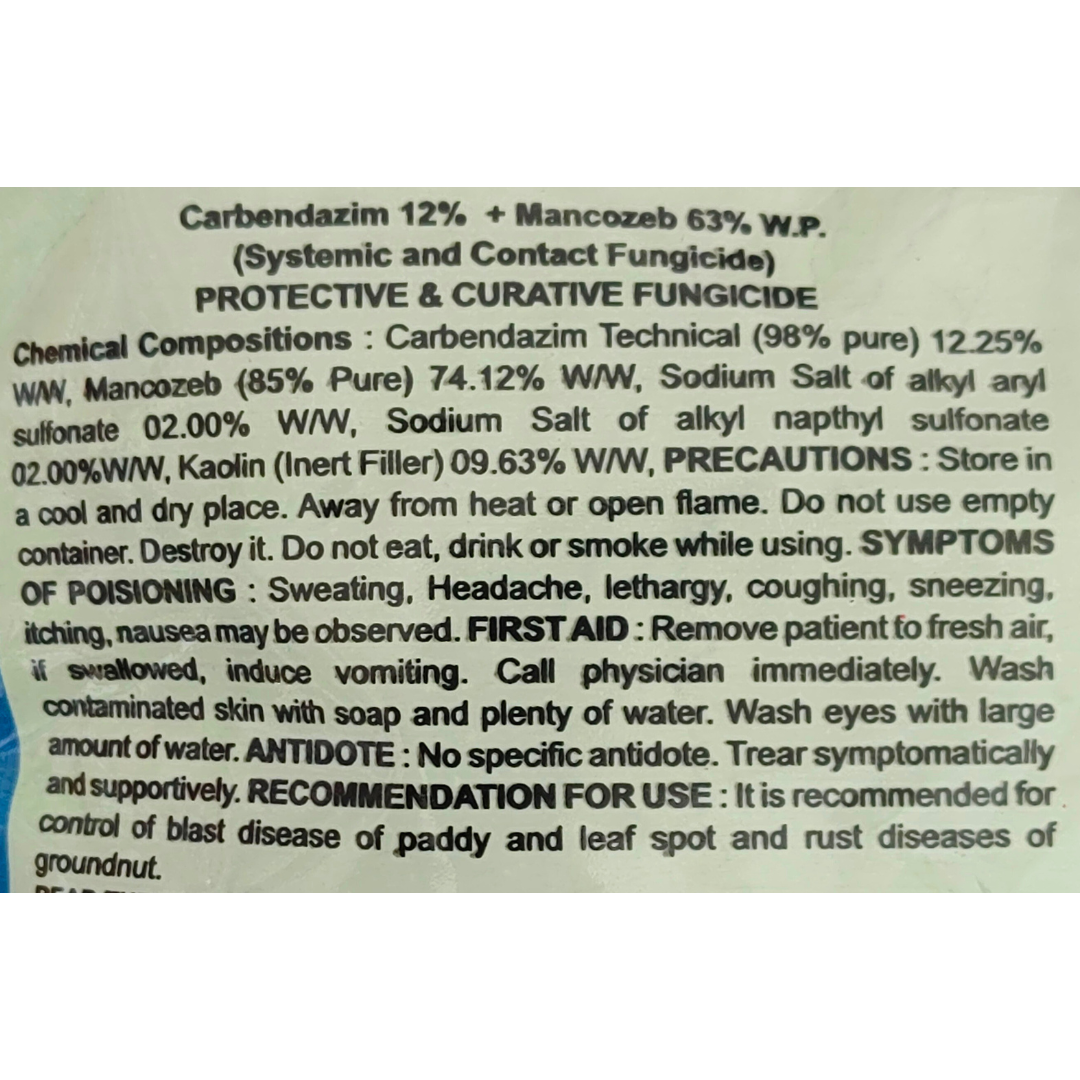 Carbendazim 12% + Mancozeb 63% W.P.
(Systemic and Contact Fungicide)
PROTECTIVE & CURATIVE FUNGICIDE
Chemical Compositions : Carbendazim Technical (98% pure) 12.25%
W/W, Mancozeb (85% Pure) 74.12% W/W, Sodium Salt of alkyl aryl
sulfonate 02.00% W/W, Sodium Salt of alkyl napthyl sulfonate
02.00%W/W, Kaolin (Inert Filler) 09.63% W/W, PRECAUTIONS : Store in
a cool and dry place. Away from heat or open flame. Do not use empty
container. Destroy it. Do not eat, drink or smoke while using. SYMPTOMS
OF POISIONING : Sweating, Headache, lethargy, coughing, sneezing,
itching, nausea may be observed. FIRST AID : Remove patient to fresh air,
if swallowed, induce vomiting. Call physician immediately. Wash
contaminated skin with soap and plenty of water. Wash eyes with large
amount of water. ANTIDOTE : No specific antidote. Trear symptomatically
and supportively. RECOMMENDATION FOR USE : It is recommended for
control of blast disease of paddy and leaf spot and rust diseases of
groundnut.